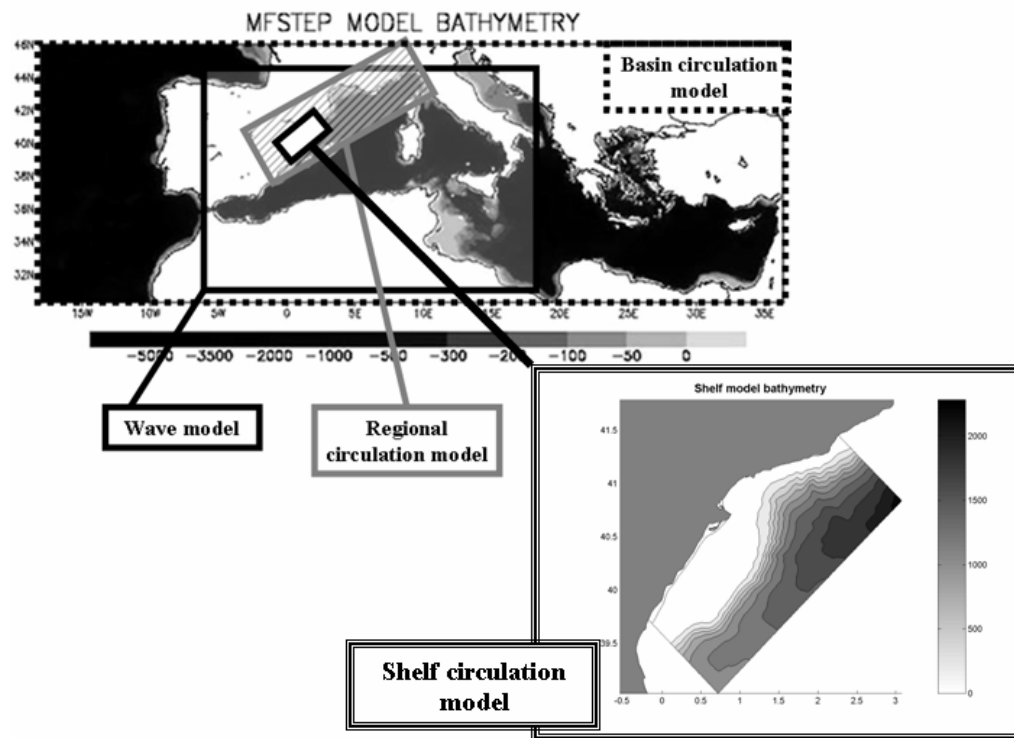 MFSTEP MODEL BATHYMETRY
46N
44N
42N
40N
38N
36N
34N
32N
Basin circulation
model
15W 10W 5W 0 5E 10E 15E 20E 25E 30E 35E
-5000 -3500 -2000 -1000 -300 -200 -100 -50 0
Wave model
Regional
circulation model
Shelf model bathymetry
41.5
41
40.5
40
39.5
-0.5 0 0.5 1 1.5 2 2.5 3
2000
1500
1000
500
0
Shelf circulation
model